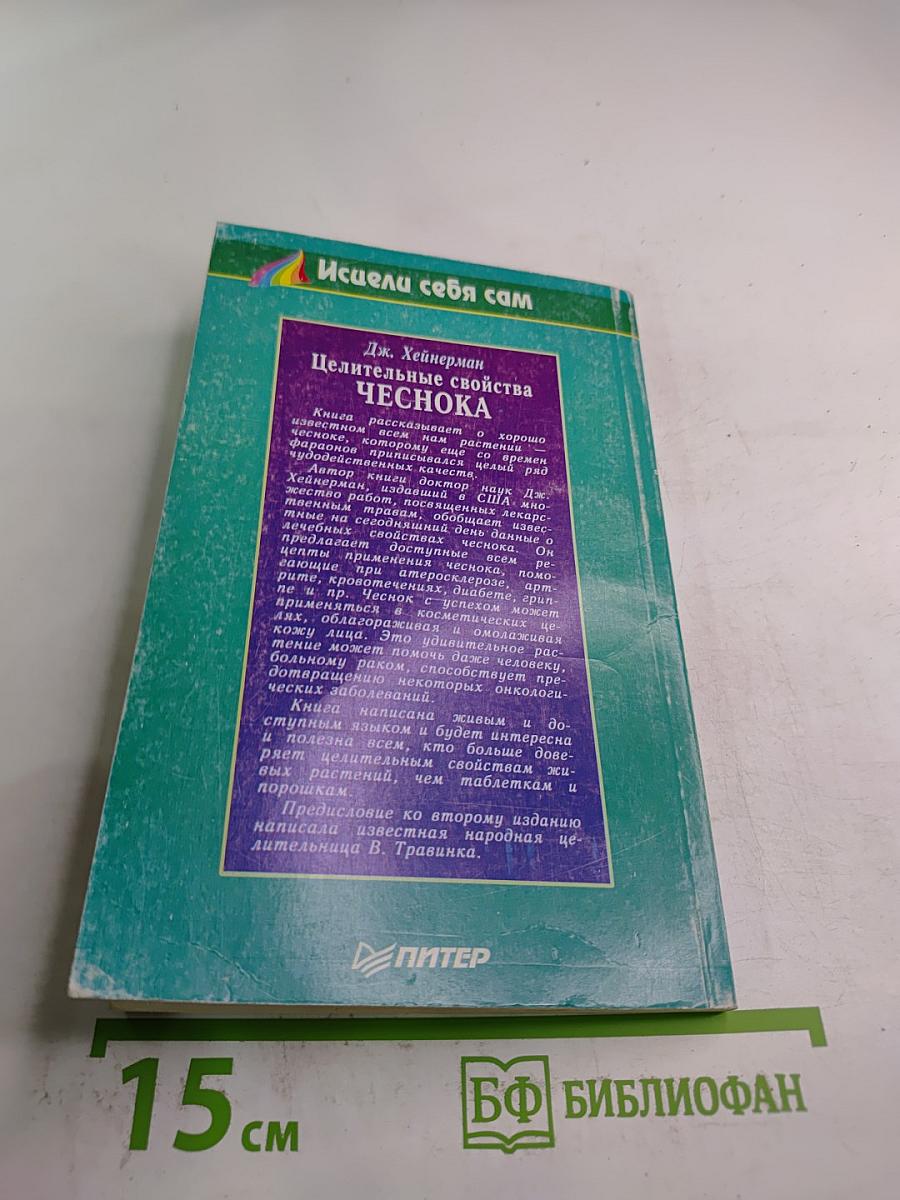 Исцели себя сам
Дж. Хейнерман
Целительные свойства
ЧЕСНОКА
Книга рассказывает о хорошо
известном всем нам растении —
чесноке, которому еще со времен
фараонов приписывался целый ряд
чудодейственных качеств.
Автор книги доктор наук Дж.
Хейнерман, издавший в США мно-
жество работ, посвященных лекарс-
твенным травам, обобщает извес-
тные на сегодняшний день данные о
лечебных свойствах чеснока. Он
предлагает доступные всем ре-
цепты применения чеснока, помо-
гающие при атеросклерозе, арт-
рите, кровотечениях, диабете, грип-
пе и пр. Чеснок с успехом может
применяться в косметических це-
лях, облагораживая и омолаживая
кожу лица. Это удивительное рас-
тение может помочь даже человеку,
больному раком, способствует пре-
дотвращению некоторых онкологи-
ческих заболеваний.
Книга написана живым и до-
ступным языком и будет интересна
и полезна всем, кто больше дове-
ряет целительным свойствам жи-
вых растений, чем таблеткам и
порошкам.
Предисловие ко второму изданию
написала известная народная це-
лительница В. Травинка.
ПИТЕР
15 см
БФ БИБЛИОФАН